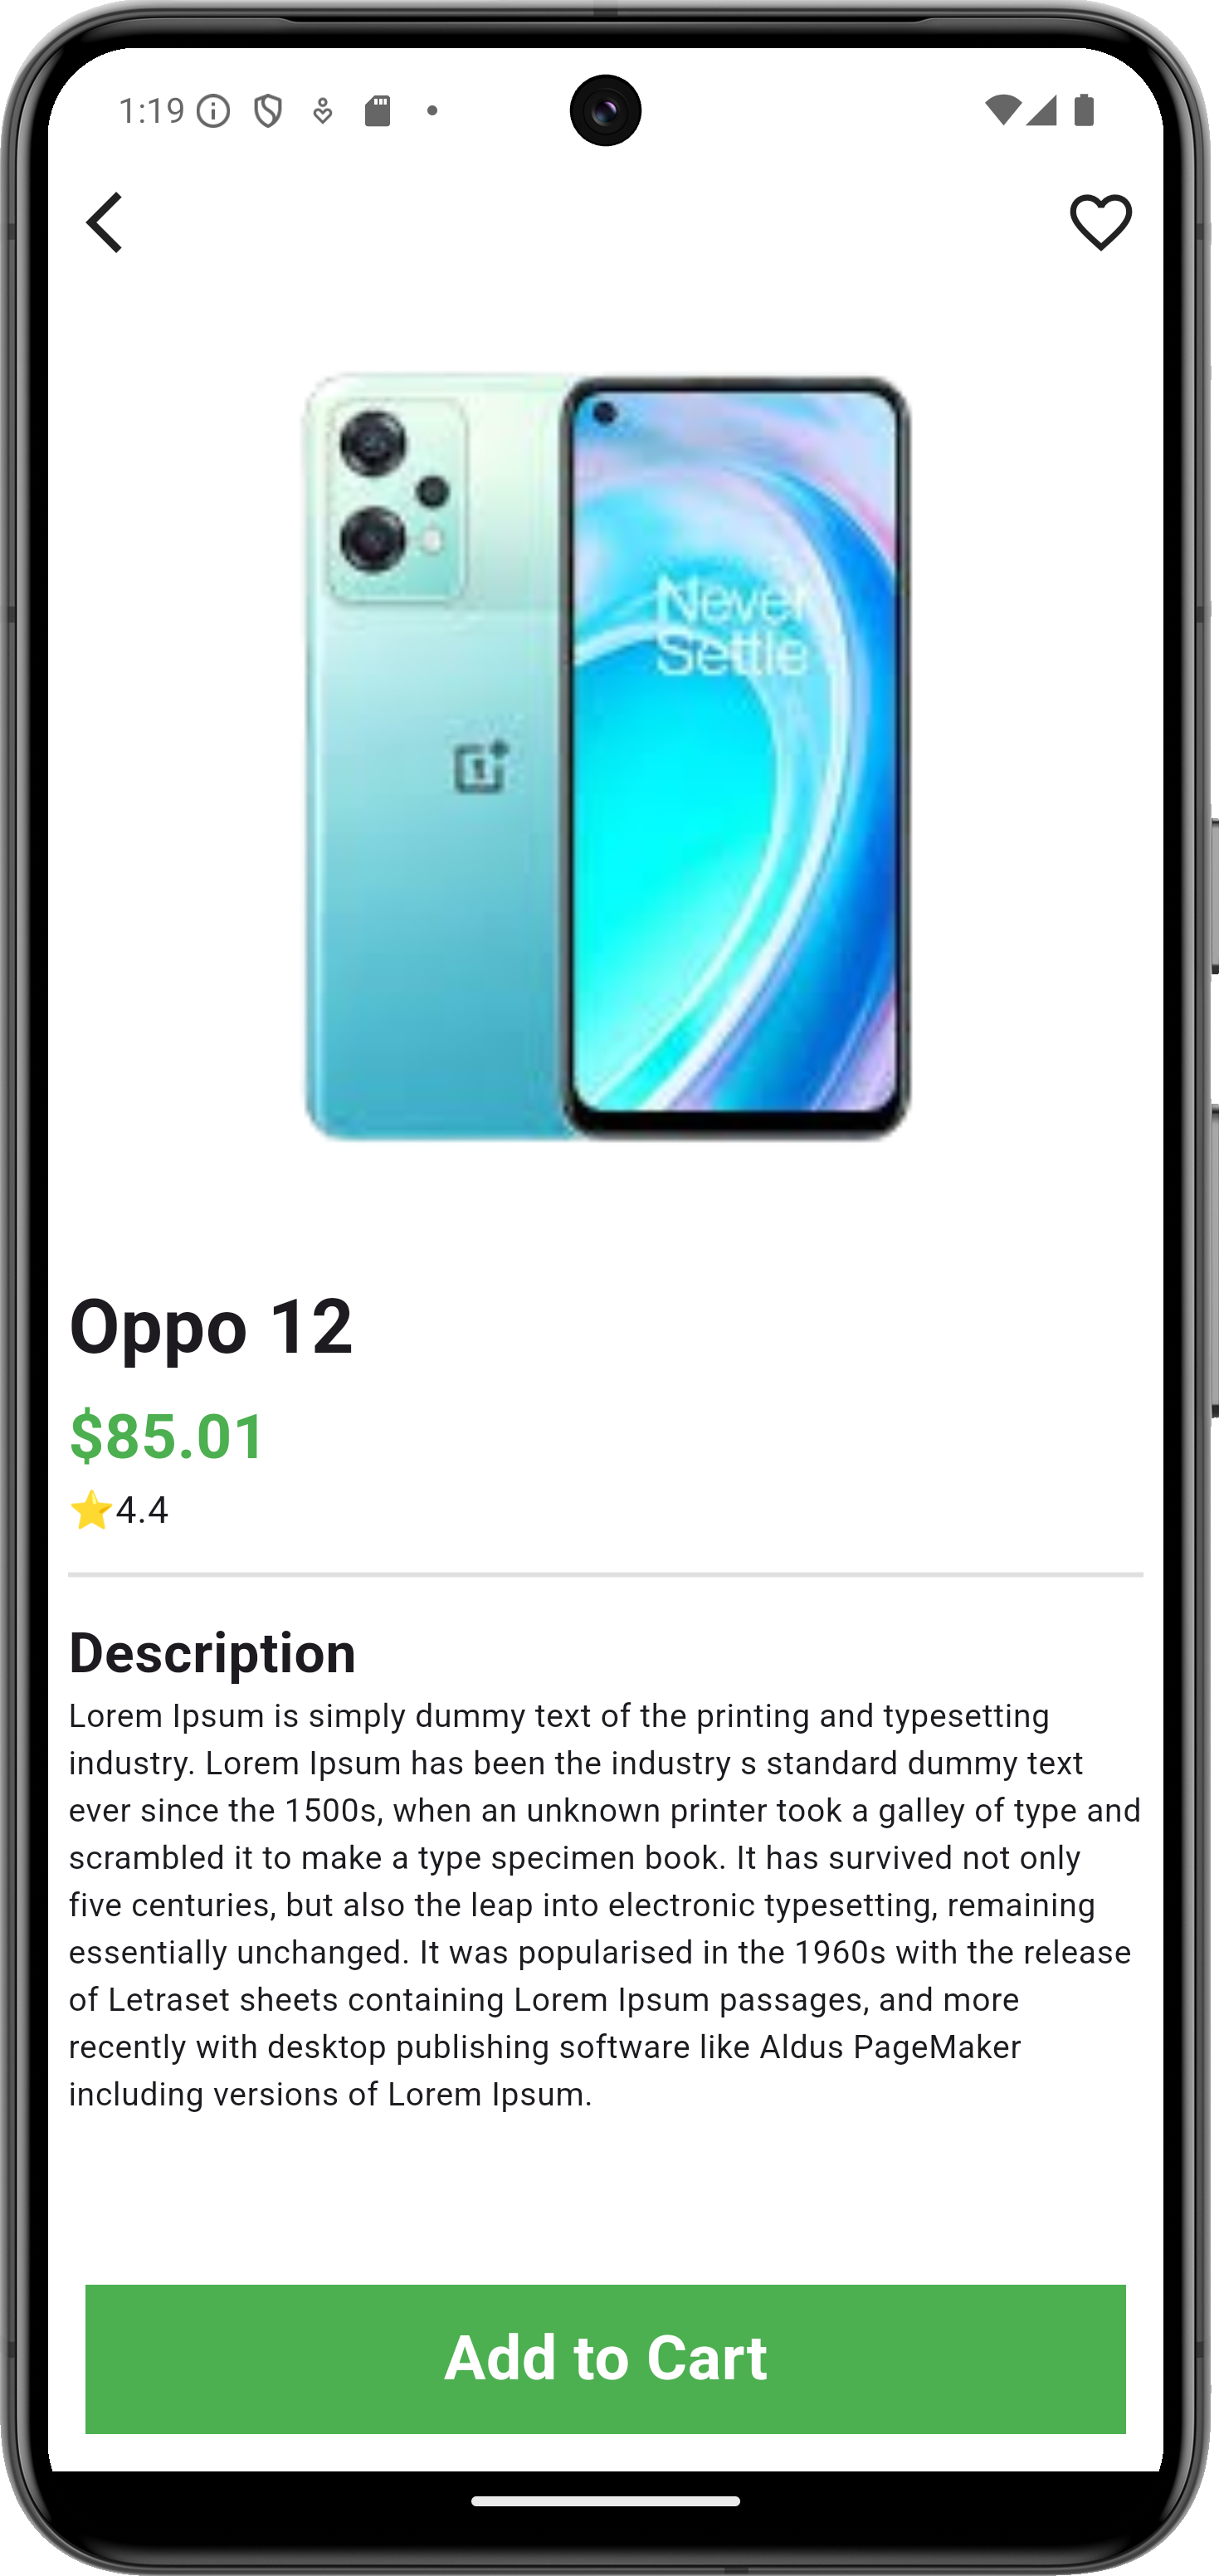 1:19
Never
Settle
Oppo 12
$85.01
⭐4.4
Description
Lorem Ipsum is simply dummy text of the printing and typesetting
industry. Lorem Ipsum has been the industry s standard dummy text
ever since the 1500s, when an unknown printer took a galley of type and
scrambled it to make a type specimen book. It has survived not only
five centuries, but also the leap into electronic typesetting, remaining
essentially unchanged. It was popularised in the 1960s with the release
of Letraset sheets containing Lorem Ipsum passages, and more
recently with desktop publishing software like Aldus PageMaker
including versions of Lorem Ipsum.
Add to Cart